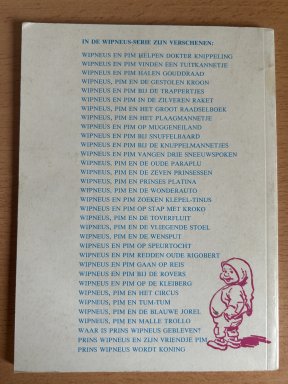 IN DE WIPNEUS-SERIE ZIJN VERSCHENEN:
WIPNEUS EN PIM HELPEN DOKTER KNIPPELING
WIPNEUS EN PIM VINDEN EEN TUITKANNETJE
WIPNEUS EN PIM HALEN GOUDDRAAD
WIPNEUS, PIM EN DE GESTOLEN KROON
WIPNEUS EN PIM BIJ DE TRAPPERTJES
WIPNEUS EN PIM IN DE ZILVEREN RAKET
WIPNEUS, PIM EN HET GROOT RAADSELBOEK
WIPNEUS, PIM EN HET PLAAGMANNETJE
WIPNEUS EN PIM OP MUGGENEILAND
WIPNEUS EN PIM BIJ SNUFFELBAARD
WIPNEUS EN PIM BIJ DE KNUPPELMANNETJES
WIPNEUS EN PIM VANGEN DRIE SNEEUWSPOKEN
WIPNEUS, PIM EN DE OUDE PARAPLU
WIPNEUS, PIM EN DE ZEVEN PRINSESSEN
WIPNEUS, PIM EN PRINSES PLATINA
WIPNEUS, PIM EN DE WONDERAUTO
WIPNEUS EN PIM ZOEKEN KLEPEL-TINUS
WIPNEUS EN PIM OP STAP MET KROKO
WIPNEUS, PIM EN DE TOVERFLUIT
WIPNEUS, PIM EN DE VLIEGENDE STOEL
WIPNEUS, PIM EN DE WENSPUT
WIPNEUS EN PIM OP SPEURTOCHT
WIPNEUS EN PIM REDDEN OUDE RIGOBERT
WIPNEUS EN PIM GAAN OP REIS
WIPNEUS EN PIM BIJ DE ROVERS
WIPNEUS EN PIM OP DE KLEIBERG
WIPNEUS, PIM EN HET CIRCUS
WIPNEUS, PIM EN TUM-TUM
WIPNEUS, PIM EN DE BLAUWE JOREL
WIPNEUS, PIM EN MALLE TROLLO
WAAR IS PRINS WIPNEUS GEBLEVEN?
PRINS WIPNEUS EN ZIJN VRIENDJE PIM
PRINS WIPNEUS WORDT KONING